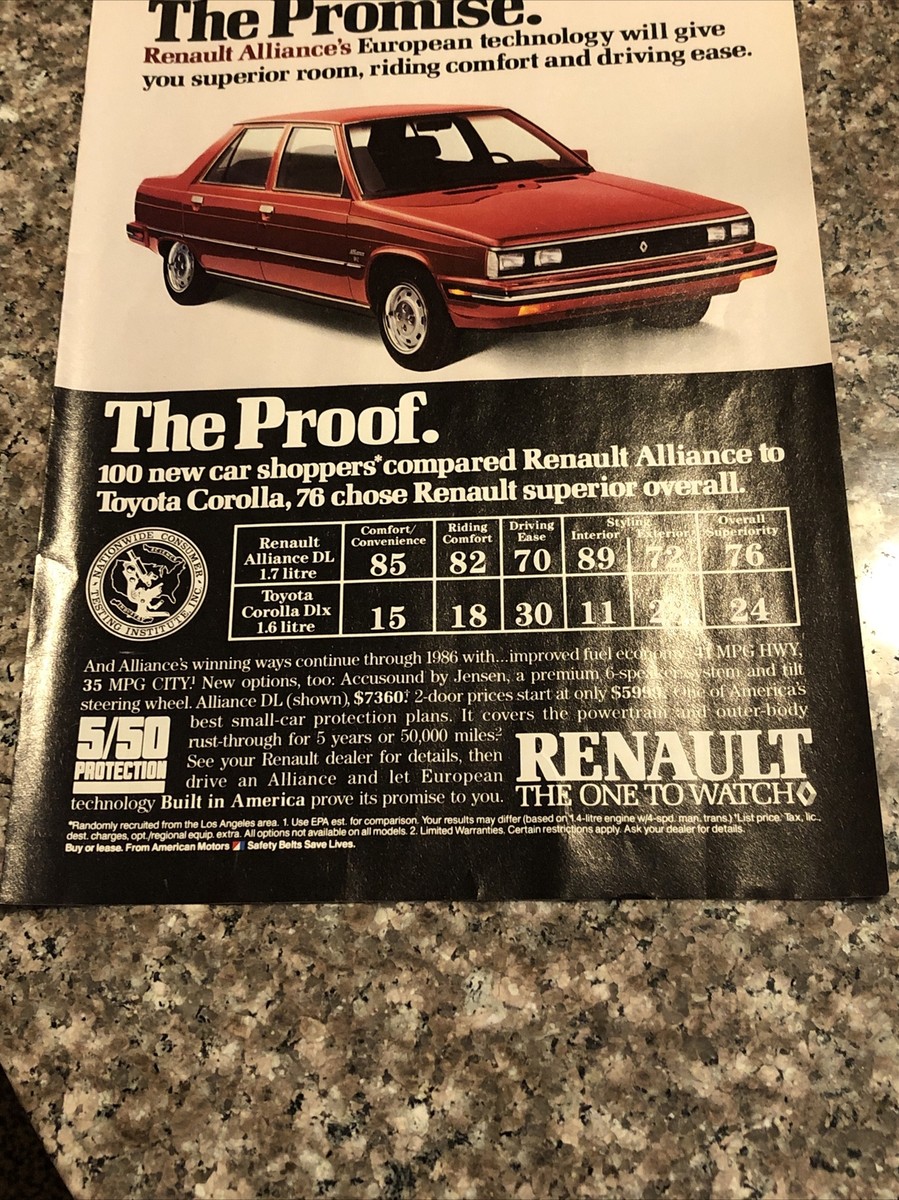 The Promise.
Renault Alliance's European technology will give
you superior room, riding comfort and driving ease.
The Proof.
100 new car shoppers* compared Renault Alliance to
Toyota Corolla, 76 chose Renault superior overall.
NATIONWIDE CONSUMER TESTING INSTITUTE, INC.
Comfort/ Convenience Riding Comfort Driving Ease Styling Interior Exterior Overall Superiority
Renault Alliance DL 1.7 litre 85 82 70 89 72 76
Toyota Corolla Dlx 1.6 litre 15 18 30 11 24
And Alliance's winning ways continue through 1986 with...improved fuel economy, 41 MPG HWY,
35 MPG CITY! New options, too: Accusound by Jensen, a premium 6-speaker system and tilt
steering wheel. Alliance DL (shown), $7360.† 2-door prices start at only One of America's
best small-car protection plans. It covers the powertrain and outer-body
rust-through for 5 years or 50,000 miles².
See your Renault dealer for details, then
drive an Alliance and let European
technology Built in America prove its promise to you.
5/50
PROTECTION
RENAULT
THE ONE TO WATCH
*Randomly recruited from the Los Angeles area. 1. Use EPA est. for comparison. Your results may differ (based on 1.4-litre engine w/4-spd. man. trans.) †List price. Tax, lic.,
dest. charges, opt./regional equip. extra. All options not available on all models. 2. Limited Warranties. Certain restrictions apply. Ask your dealer for details.
Buy or lease. From American Motors Safety Belts Save Lives.